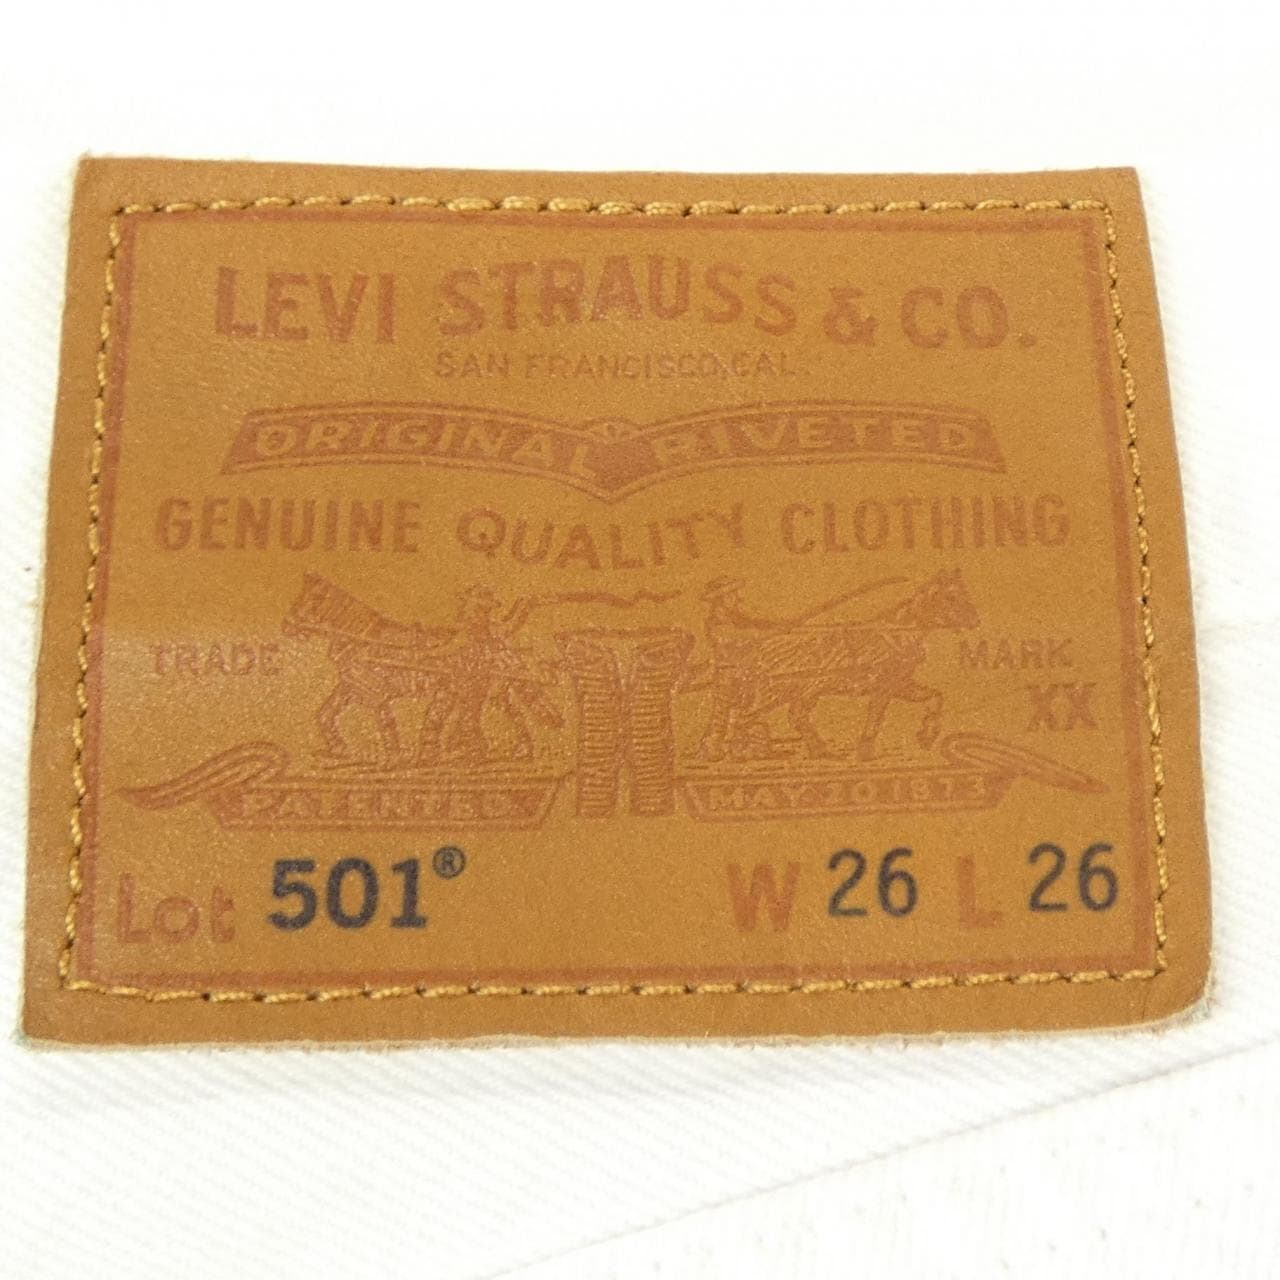 LEVI STRAUSS & CO.
SAN FRANCISCO, CAL.
ORIGINAL RIVETED
GENUINE QUALITY CLOTHING
TRADE MARK
XX
PATENTED MAY 20 1873
Lot 501® W 26 L 26